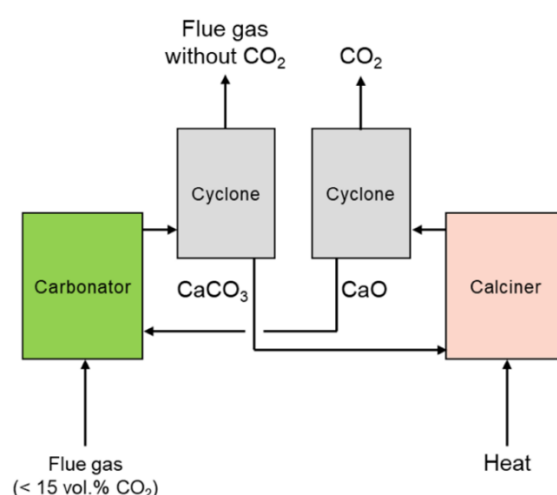 Flue gas
without CO₂
CO₂
Cyclone
Cyclone
Carbonator
CaCO₃
CaO
Calciner
Flue gas
(< 15 vol.% CO₂)
Heat